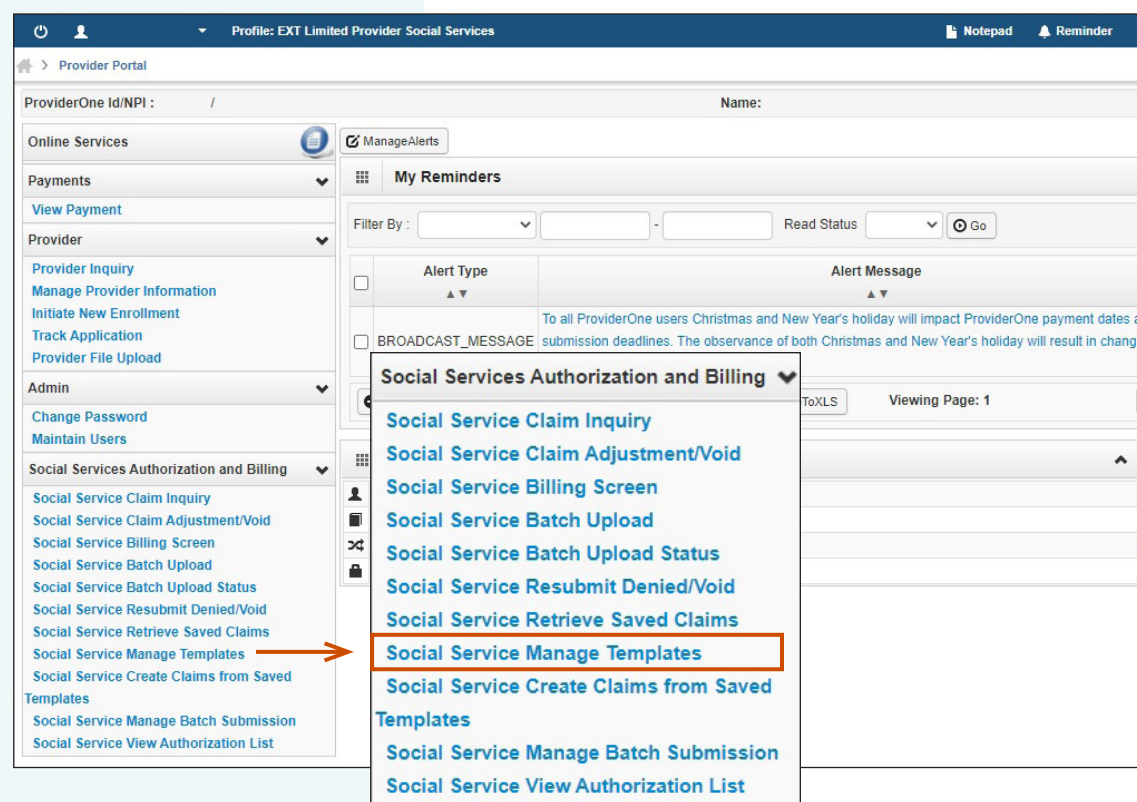 Profile: EXT Limited Provider Social Services
Notepad
Reminder
Provider Portal
ProviderOne Id/NPI :
/
Name:
Online Services
ManageAlerts
Payments
View Payment
Provider
Provider Inquiry
Manage Provider Information
Initiate New Enrollment
Track Application
Provider File Upload
Admin
Change Password
Maintain Users
Social Services Authorization and Billing
Social Service Claim Inquiry
Social Service Claim Adjustment/Void
Social Service Billing Screen
Social Service Batch Upload
Social Service Batch Upload Status
Social Service Resubmit Denied/Void
Social Service Retrieve Saved Claims
Social Service Manage Templates
Social Service Create Claims from Saved
Templates
Social Service Manage Batch Submission
Social Service View Authorization List
My Reminders
Filter By :
-
Read Status
Go
Alert Type
Alert Message
▲▼
▲▼
BROADCAST_MESSAGE
To all ProviderOne users Christmas and New Year's holiday will impact ProviderOne payment dates a
submission deadlines. The observance of both Christmas and New Year's holiday will result in chang
ToXLS
Viewing Page: 1
Social Services Authorization and Billing
Social Service Claim Inquiry
Social Service Claim Adjustment/Void
Social Service Billing Screen
Social Service Batch Upload
Social Service Batch Upload Status
Social Service Resubmit Denied/Void
Social Service Retrieve Saved Claims
Social Service Manage Templates
Social Service Create Claims from Saved
Templates
Social Service Manage Batch Submission
Social Service View Authorization List